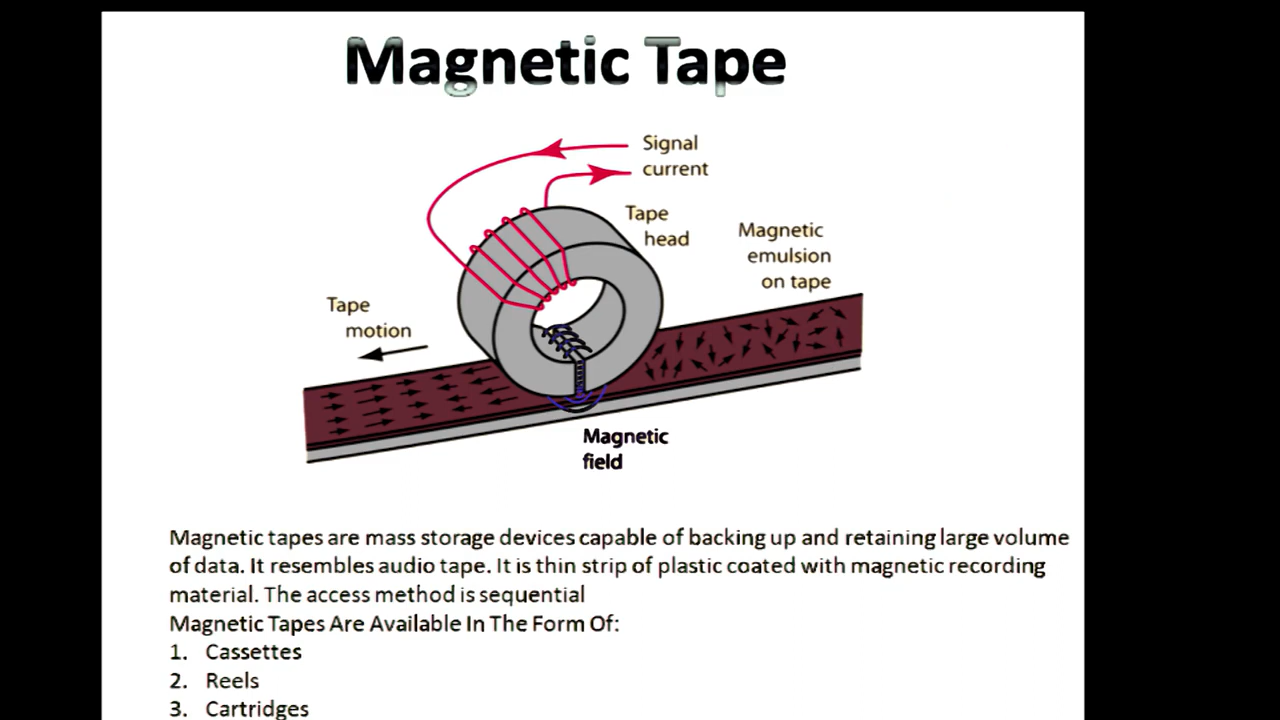 Magnetic Tape
Signal
current
Tape
head
Magnetic
emulsion
on tape
Tape
motion
Magnetic
field
Magnetic tapes are mass storage devices capable of backing up and retaining large volume
of data. It resembles audio tape. It is thin strip of plastic coated with magnetic recording
material. The access method is sequential
Magnetic Tapes Are Available In The Form Of:
1. Cassettes
2. Reels
3. Cartridges